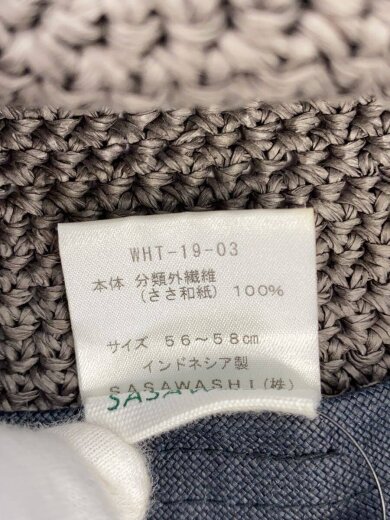 WHT-19-03
本体 分類外繊維
(ささ和紙) 100%
サイズ 56～58cm
インドネシア製
SASAWASHI(株)